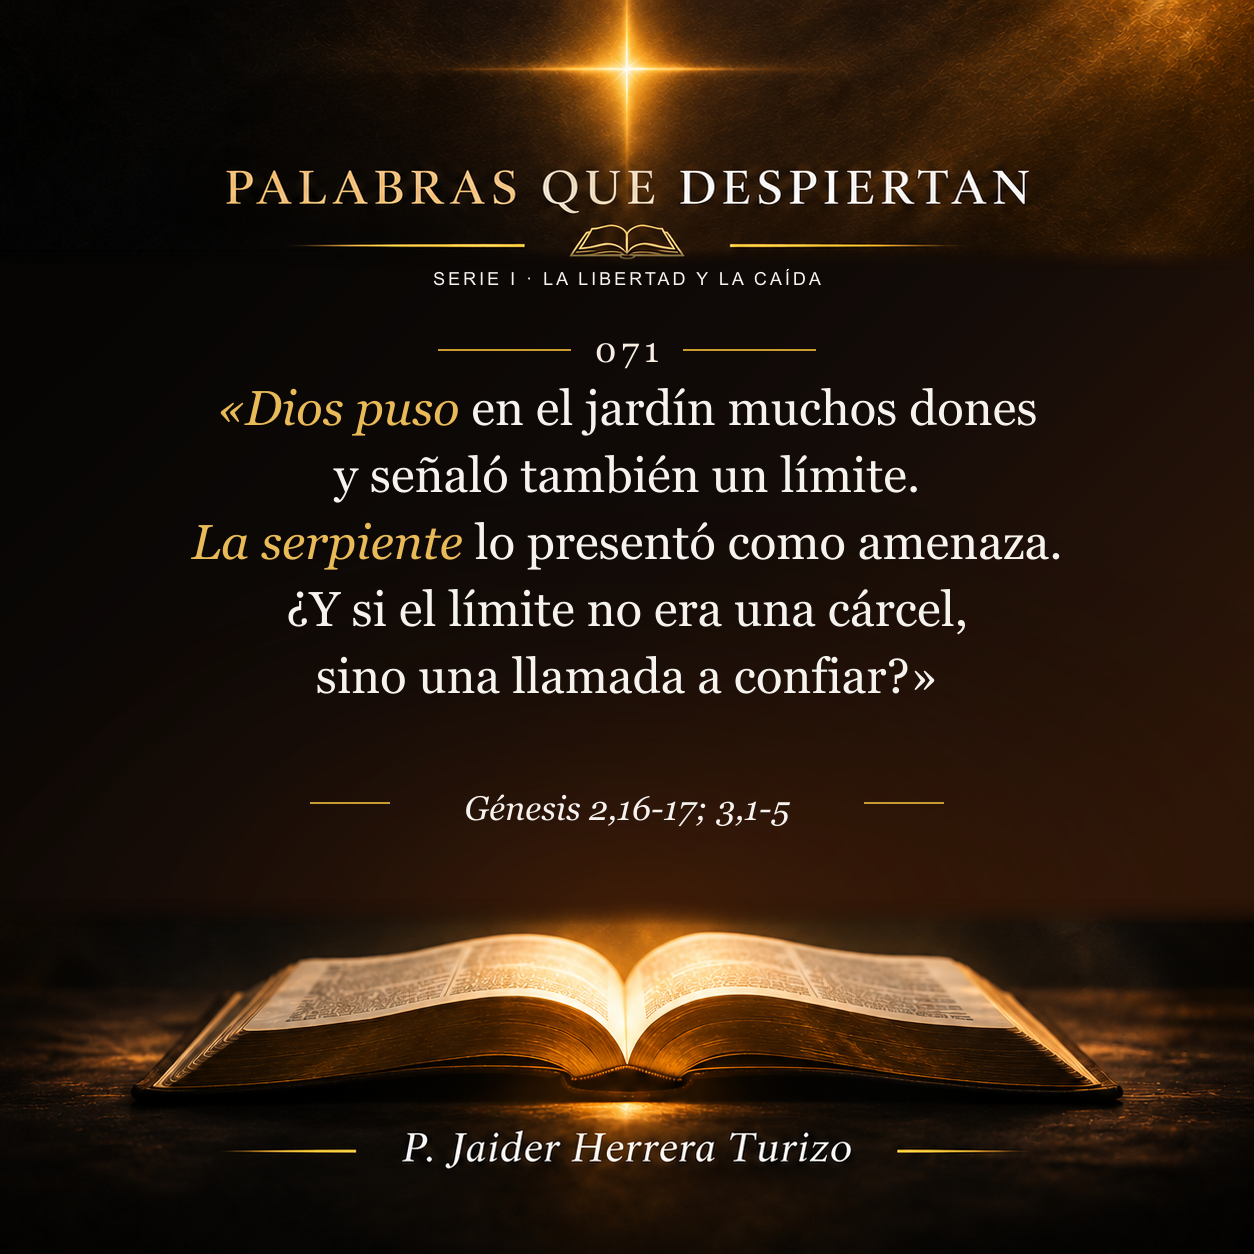 PALABRAS QUE DESPIERTAN
SERIE I · LA LIBERTAD Y LA CAÍDA
071
«Dios puso en el jardín muchos dones
y señaló también un límite.
La serpiente lo presentó como amenaza.
¿Y si el límite no era una cárcel,
sino una llamada a confiar?»
Génesis 2,16-17; 3,1-5
P. Jaider Herrera Turizo